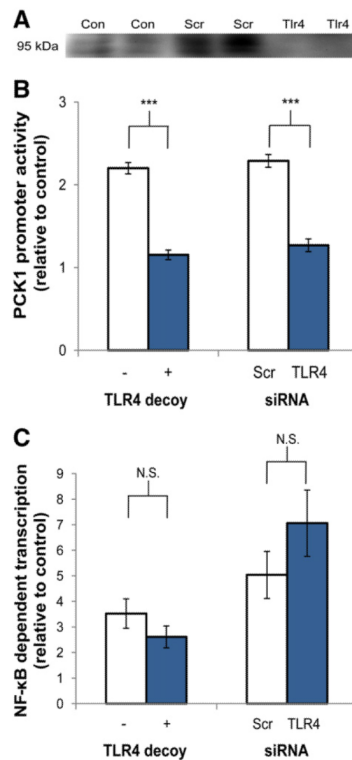 A
Con Con Scr Scr Tlr4 Tlr4
95 kDa
B
PCK1 promoter activity
(relative to control)
3
2
1
0
***
***
- +
Scr TLR4
TLR4 decoy
siRNA
C
NF-κB dependent transcription
(relative to control)
9
8
7
6
5
4
3
2
1
0
N.S.
N.S.
- +
Scr TLR4
TLR4 decoy
siRNA